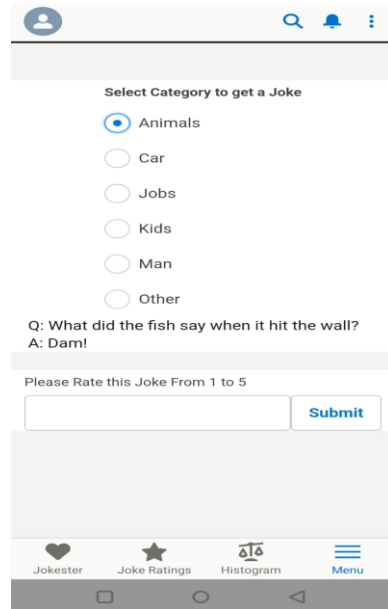 Select Category to get a Joke
Animals
Car
Jobs
Kids
Man
Other
Q: What did the fish say when it hit the wall?
A: Dam!
Please Rate this Joke From 1 to 5
Submit
Jokester
Joke Ratings
Histogram
Menu